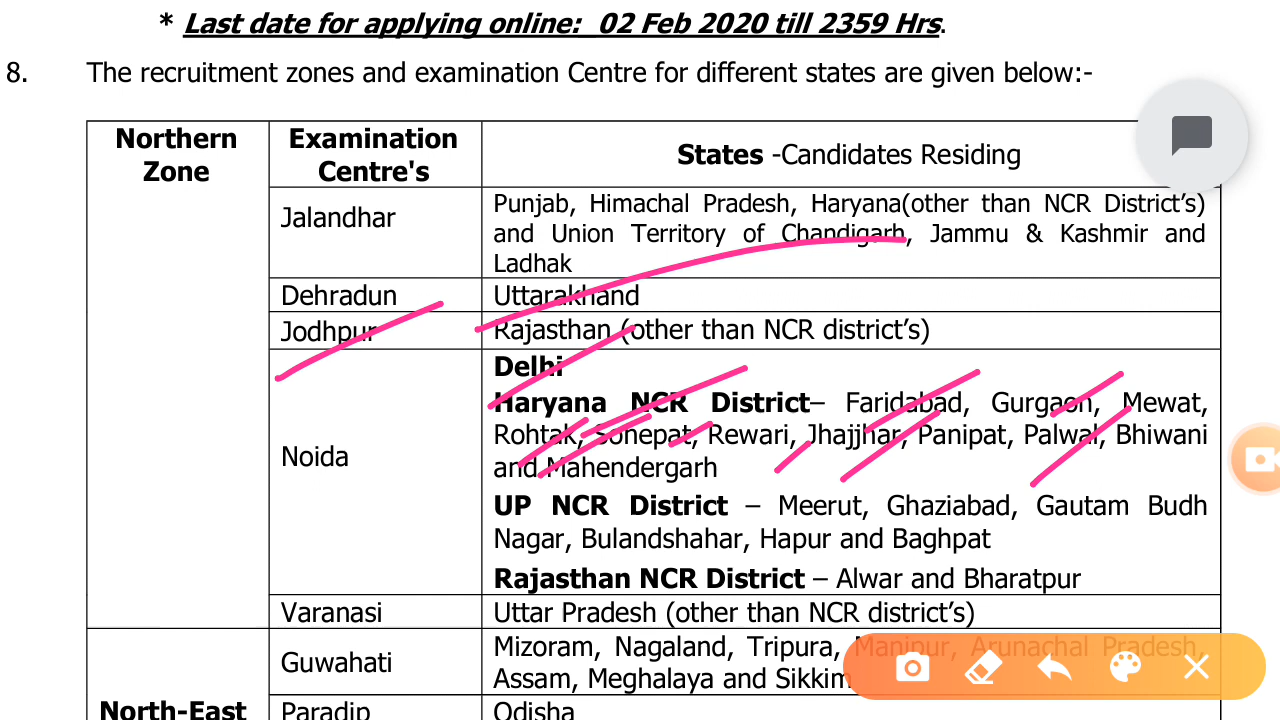 * Last date for applying online: 02 Feb 2020 till 2359 Hrs.
8. The recruitment zones and examination Centre for different states are given below:-
Northern Zone
Examination Centre's
States -Candidates Residing
Jalandhar
Punjab, Himachal Pradesh, Haryana(other than NCR District's)
and Union Territory of Chandigarh, Jammu & Kashmir and
Ladhak
Dehradun
Uttarakhand
Jodhpur
Rajasthan (other than NCR district's)
Noida
Delhi
Haryana NCR District– Faridabad, Gurgaon, Mewat,
Rohtak, Sonepat, Rewari, Jhajjhar, Panipat, Palwal, Bhiwani
and Mahendergarh
UP NCR District – Meerut, Ghaziabad, Gautam Budh
Nagar, Bulandshahar, Hapur and Baghpat
Rajasthan NCR District – Alwar and Bharatpur
Varanasi
Uttar Pradesh (other than NCR district's)
North-East
Guwahati
Mizoram, Nagaland, Tripura, Manipur, Arunachal Pradesh,
Assam, Meghalaya and Sikkim
Paradip
Odisha